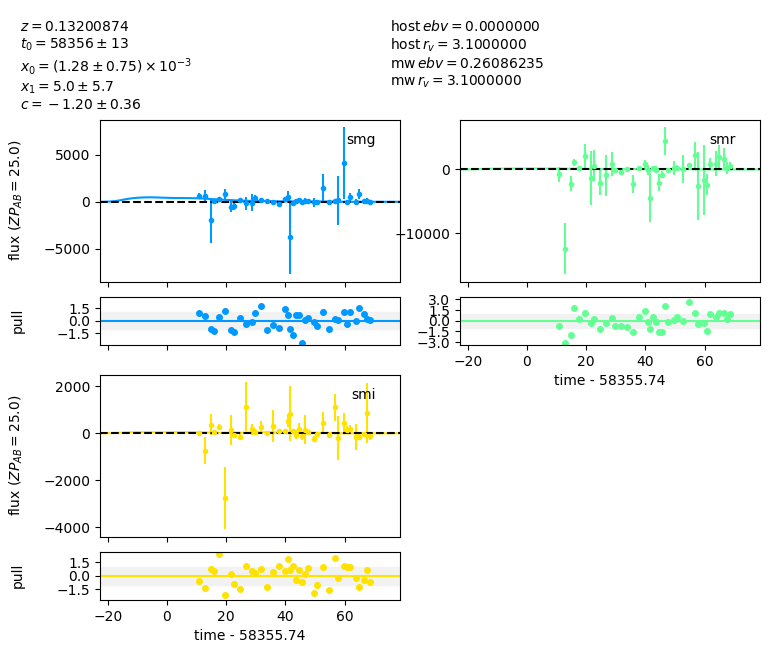 z = 0.13200874
t₀ = 58356 ± 13
x₀ = (1.28 ± 0.75) × 10⁻³
x₁ = 5.0 ± 5.7
c = −1.20 ± 0.36
host ebv = 0.0000000
host r_v = 3.1000000
mw ebv = 0.26086235
mw r_v = 3.1000000
smg
flux (ZP_AB = 25.0)
5000
0
−5000
pull
1.5
0.0
−1.5
smr
0
−10000
3.0
1.5
0.0
−1.5
−3.0
−20 0 20 40 60
time - 58355.74
smi
flux (ZP_AB = 25.0)
2000
0
−2000
−4000
pull
1.5
0.0
−1.5
−20 0 20 40 60
time - 58355.74